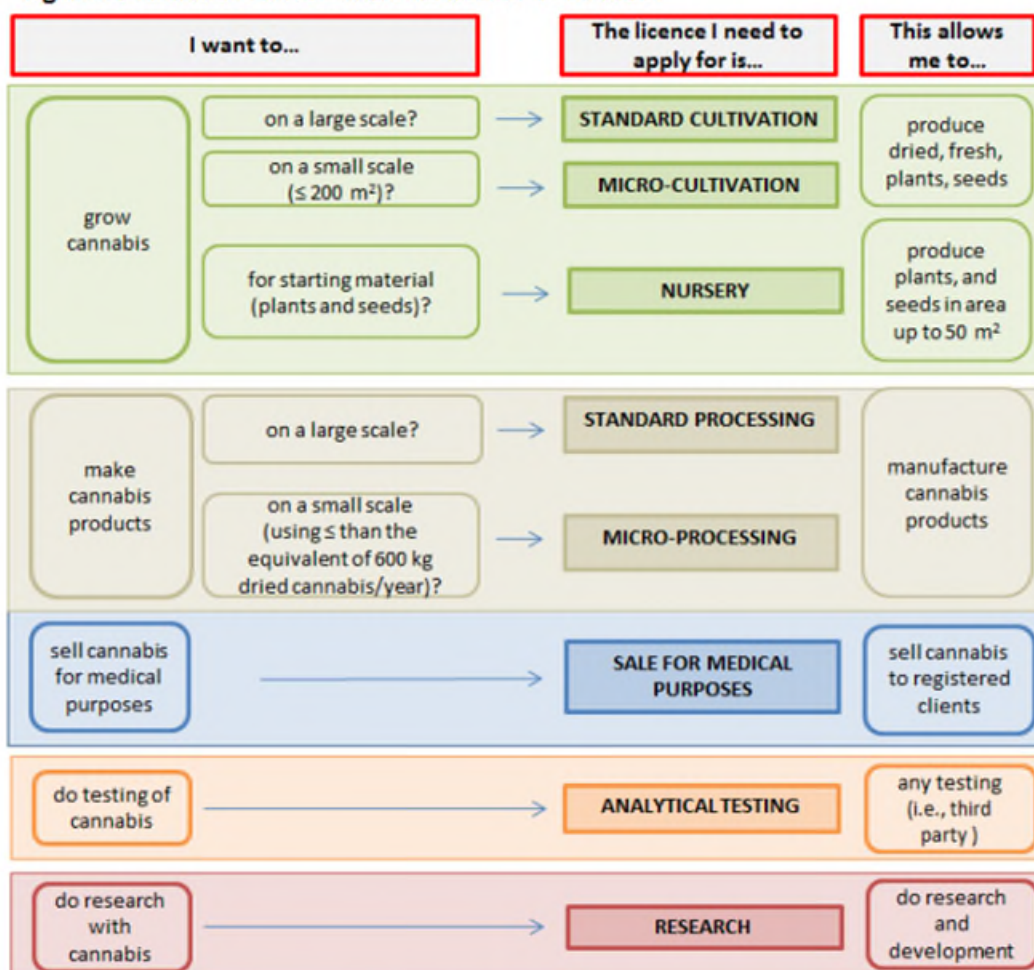 I want to...
The licence I need to
apply for is...
This allows
me to...
grow
cannabis
on a large scale?
STANDARD CULTIVATION
on a small scale
(≤ 200 m²)?
MICRO-CULTIVATION
produce
dried, fresh,
plants, seeds
for starting material
(plants and seeds)?
NURSERY
produce
plants, and
seeds in area
up to 50 m²
make
cannabis
products
on a large scale?
STANDARD PROCESSING
on a small scale
(using ≤ than the
equivalent of 600 kg
dried cannabis/year)?
MICRO-PROCESSING
manufacture
cannabis
products
sell cannabis
for medical
purposes
SALE FOR MEDICAL
PURPOSES
sell cannabis
to registered
clients
do testing of
cannabis
ANALYTICAL TESTING
any testing
(i.e., third
party )
do research
with
cannabis
RESEARCH
do research
and
development